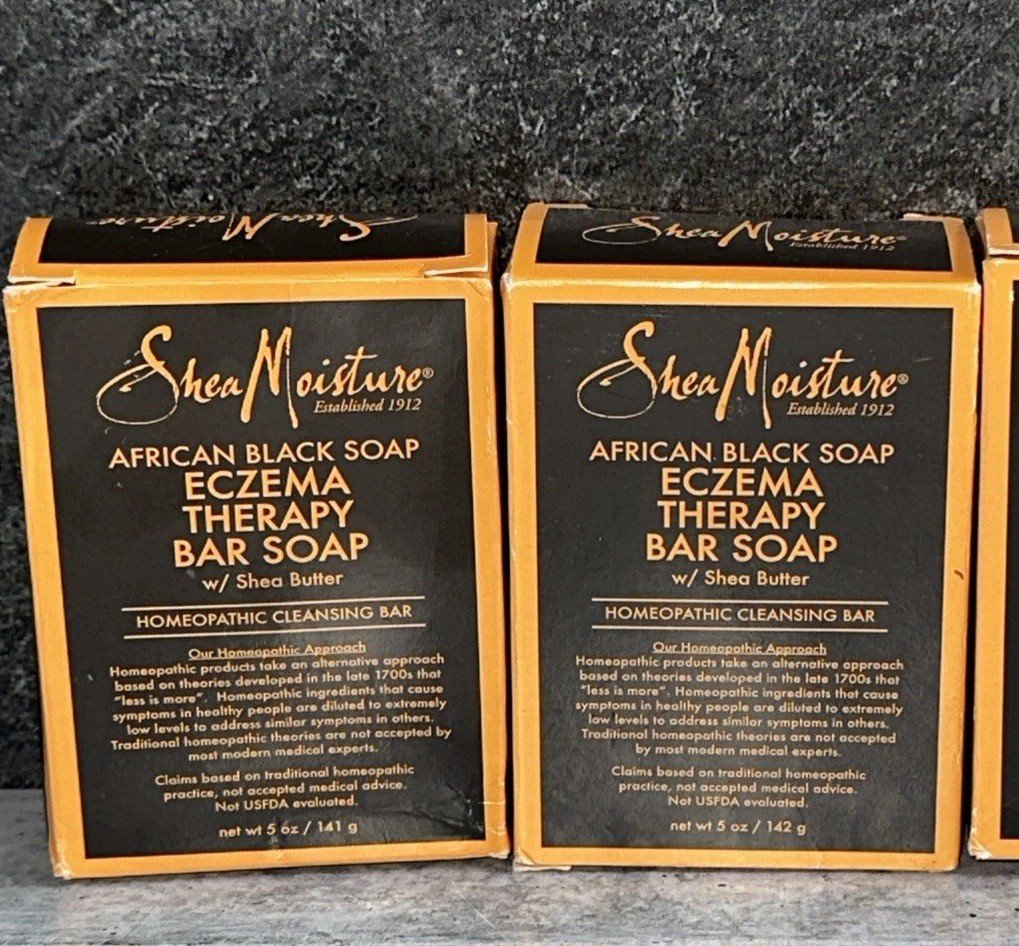 SheaMoisture
SheaMoisture®
Established 1912
SheaMoisture®
Established 1912
AFRICAN BLACK SOAP
ECZEMA
THERAPY
BAR SOAP
w/ Shea Butter
HOMEOPATHIC CLEANSING BAR
Our Homeopathic Approach
Homeopathic products take an alternative approach
based on theories developed in the late 1700s that
"less is more". Homeopathic ingredients that cause
symptoms in healthy people are diluted to extremely
low levels to address similar symptoms in others.
Traditional homeopathic theories are not accepted by
most modern medical experts.
Claims based on traditional homeopathic
practice, not accepted medical advice.
Not USFDA evaluated.
net wt 5 oz / 141 g
SheaMoisture®
Established 1912
AFRICAN BLACK SOAP
ECZEMA
THERAPY
BAR SOAP
w/ Shea Butter
HOMEOPATHIC CLEANSING BAR
Our Homeopathic Approach
Homeopathic products take an alternative approach
based on theories developed in the late 1700s that
"less is more". Homeopathic ingredients that cause
symptoms in healthy people are diluted to extremely
low levels to address similar symptoms in others.
Traditional homeopathic theories are not accepted
by most modern medical experts.
Claims based on traditional homeopathic
practice, not accepted medical advice.
Not USFDA evaluated.
net wt 5 oz / 142 g